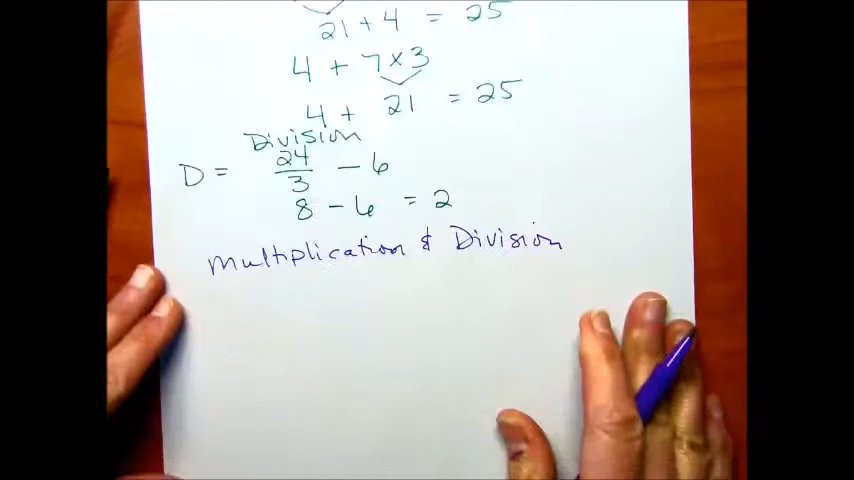 21 + 4 = 25
4 + 7 x 3
4 + 21 = 25
Division
D = 24/3 - 6
8 - 6 = 2
Multiplication & Division